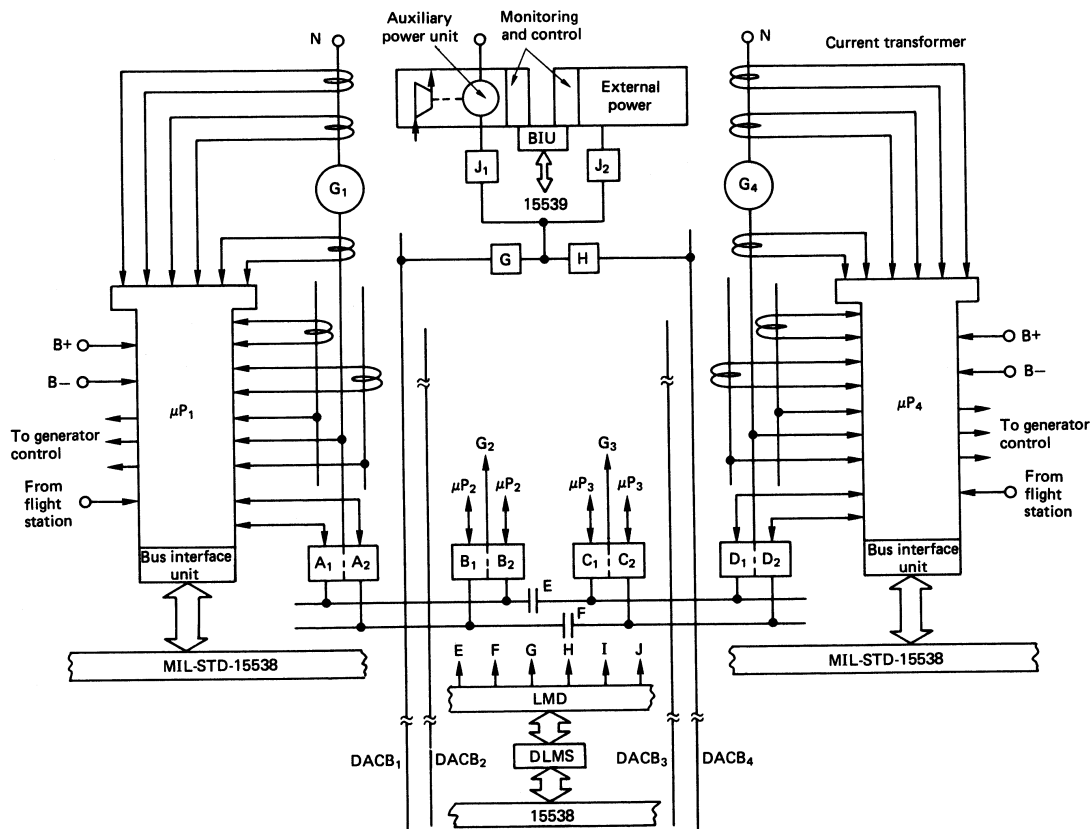 N
Auxiliary
power unit
Monitoring
and control
N
Current transformer
External
power
BIU
J₁
J₂
15539
G₁
G₄
G
H
B+
B−
μP₁
To generator
control
From
flight
station
Bus interface
unit
MIL-STD-15538
B+
B−
μP₄
To generator
control
From
flight
station
Bus interface
unit
MIL-STD-15538
G₂
G₃
μP₂
μP₂
μP₃
μP₃
A₁
A₂
B₁
B₂
C₁
C₂
D₁
D₂
E
F
E
F
G
H
I
J
LMD
DACB₁
DACB₂
DLMS
DACB₃
DACB₄
15538